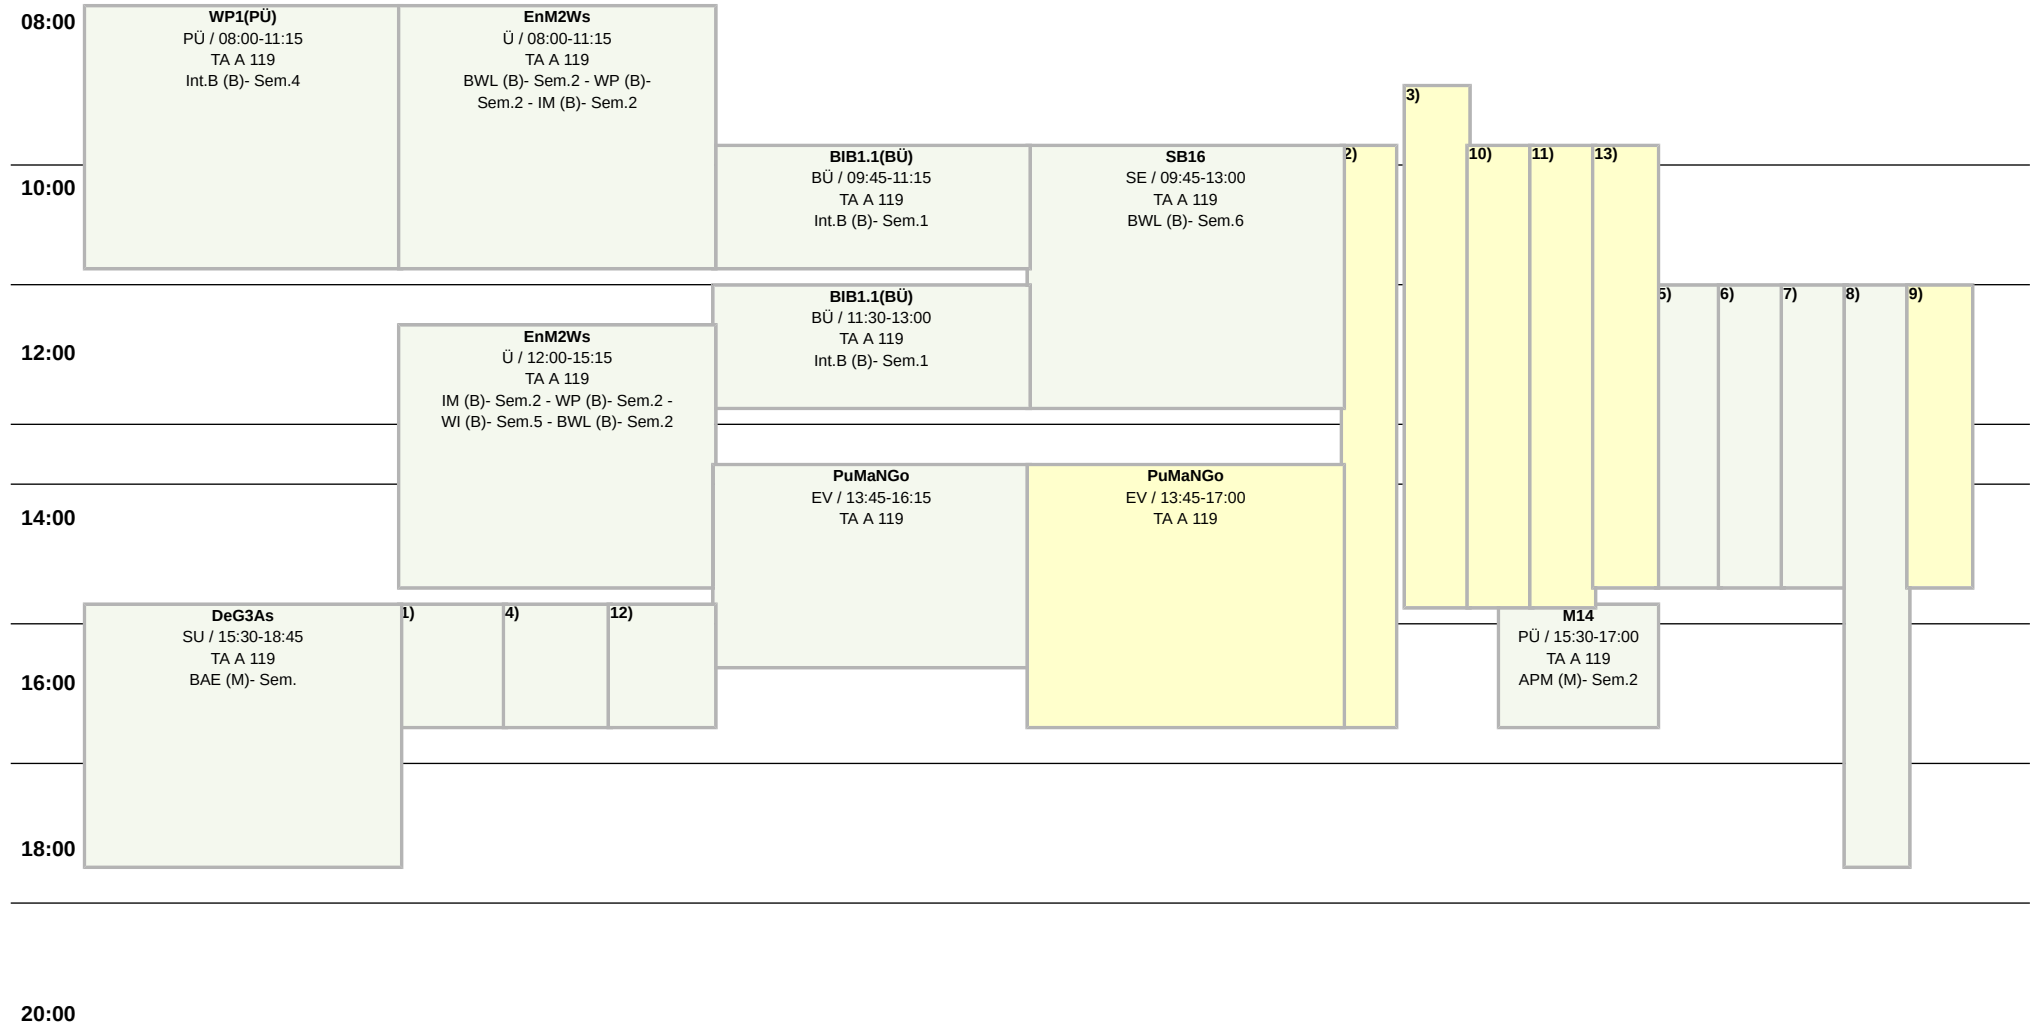 08:00
10:00
12:00
14:00
16:00
18:00
20:00
WP1(PÜ)
PÜ / 08:00-11:15
TA A 119
Int.B (B)- Sem.4
EnM2Ws
Ü / 08:00-11:15
TA A 119
BWL (B)- Sem.2 - WP (B)-
Sem.2 - IM (B)- Sem.2
BIB1.1(BÜ)
BÜ / 09:45-11:15
TA A 119
Int.B (B)- Sem.1
SB16
SE / 09:45-13:00
TA A 119
BWL (B)- Sem.6
2)
3)
10)
11)
13)
BIB1.1(BÜ)
BÜ / 11:30-13:00
TA A 119
Int.B (B)- Sem.1
5)
6)
7)
8)
9)
EnM2Ws
Ü / 12:00-15:15
TA A 119
IM (B)- Sem.2 - WP (B)- Sem.2 -
WI (B)- Sem.5 - BWL (B)- Sem.2
PuMaNGo
EV / 13:45-16:15
TA A 119
PuMaNGo
EV / 13:45-17:00
TA A 119
DeG3As
SU / 15:30-18:45
TA A 119
BAE (M)- Sem.
1)
4)
12)
M14
PÜ / 15:30-17:00
TA A 119
APM (M)- Sem.2